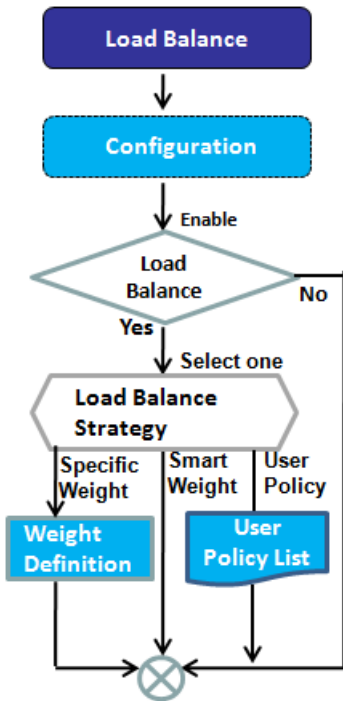 Load Balance
Configuration
Enable
Load
Balance
No
Yes
Select one
Load Balance
Strategy
Specific
Weight
Smart
Weight
User
Policy
Weight
Definition
User
Policy List